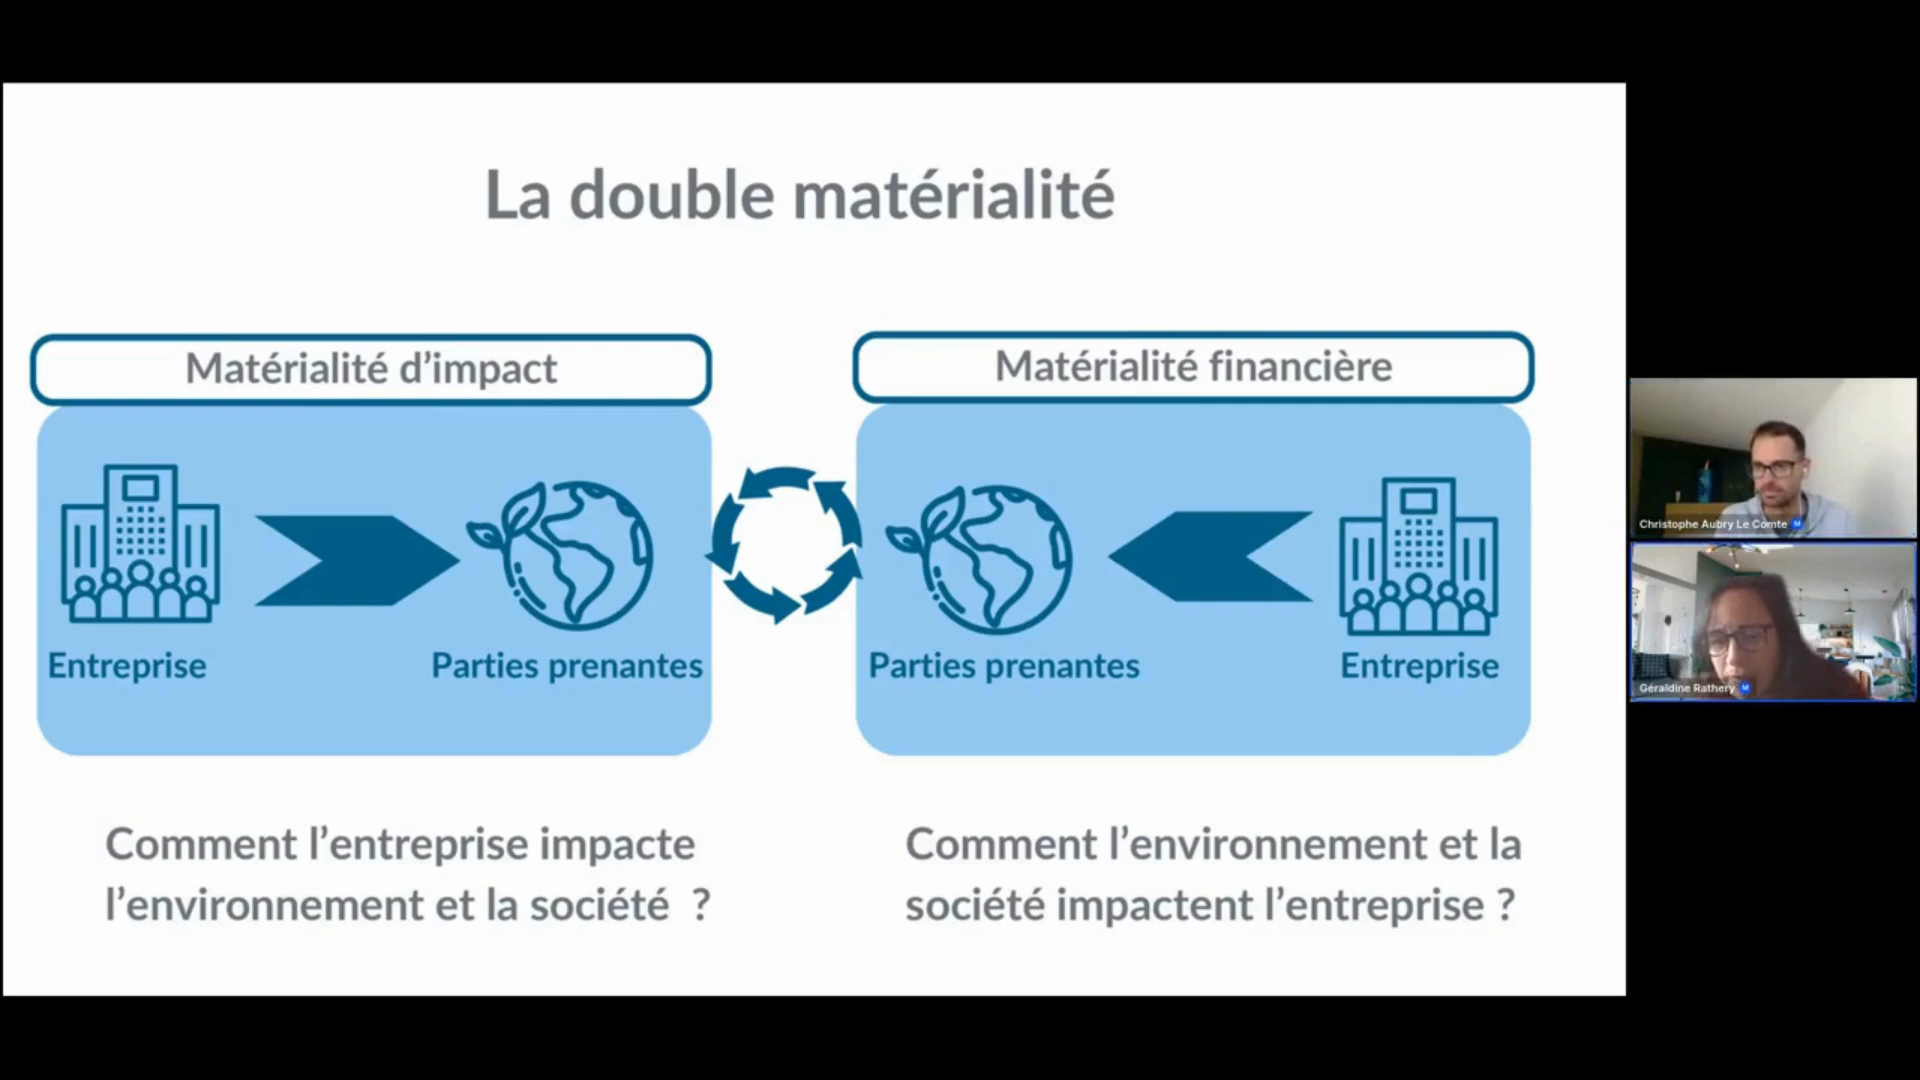 La double matérialité
Matérialité d’impact
Entreprise
Parties prenantes
Comment l’entreprise impacte
l’environnement et la société  ?
Matérialité financière
Parties prenantes
Entreprise
Comment l’environnement et la
société impactent l’entreprise ?
Christophe Aubry Le Comte M
Géraldine Rathery M